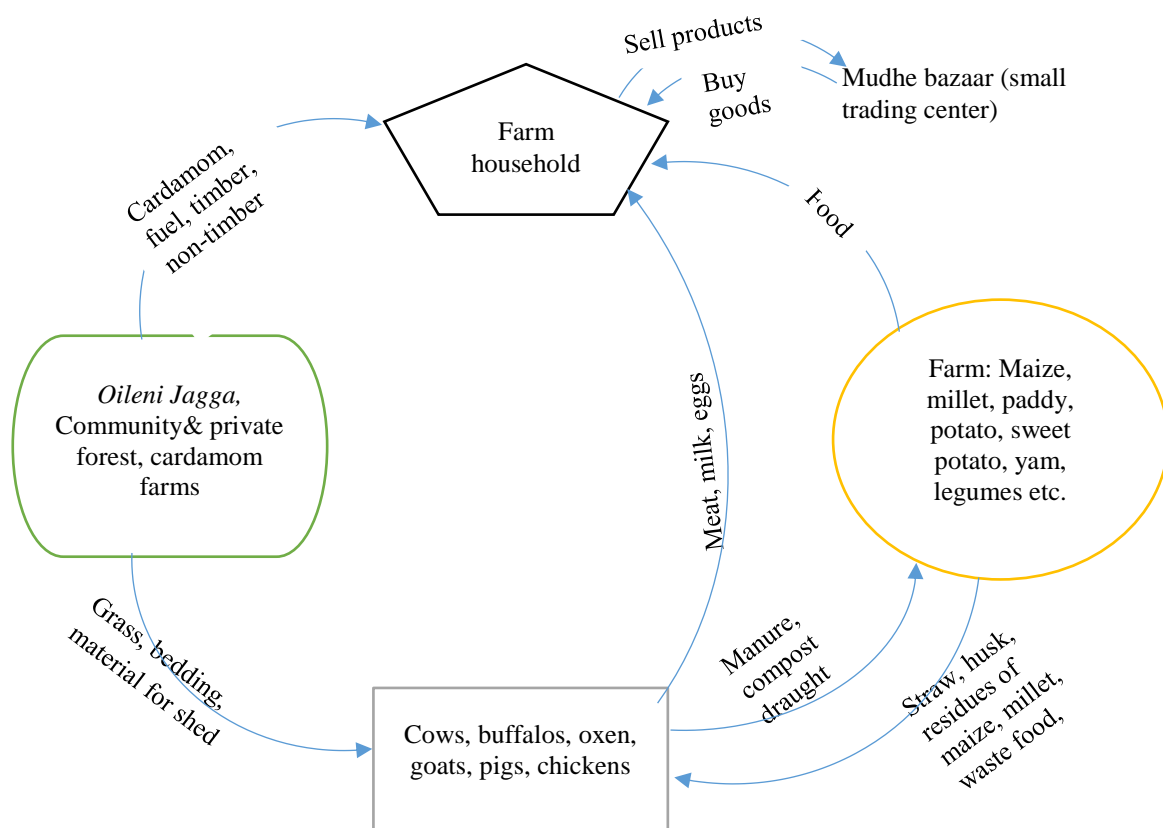 Sell products
Buy
goods
Mudhe bazaar (small
trading center)
Farm
household
Cardamom,
fuel, timber,
non-timber
Food
Oileni Jagga,
Community& private
forest, cardamom
farms
Farm: Maize,
millet, paddy,
potato, sweet
potato, yam,
legumes etc.
Meat, milk, eggs
Grass, bedding,
material for shed
Manure,
compost
draught
Straw, husk,
residues of
maize, millet,
waste food,
Cows, buffalos, oxen,
goats, pigs, chickens